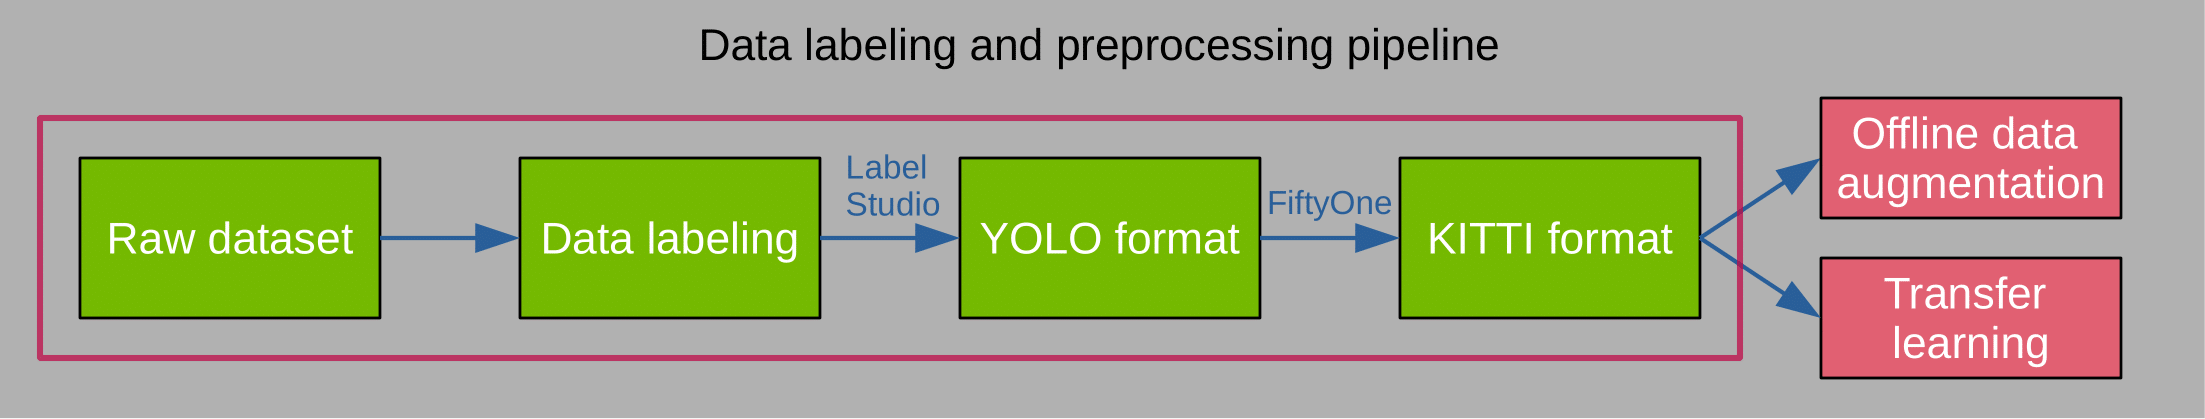 Data labeling and preprocessing pipeline
Raw dataset
Data labeling
Label
Studio
YOLO format
FiftyOne
KITTI format
Offline data
augmentation
Transfer
learning